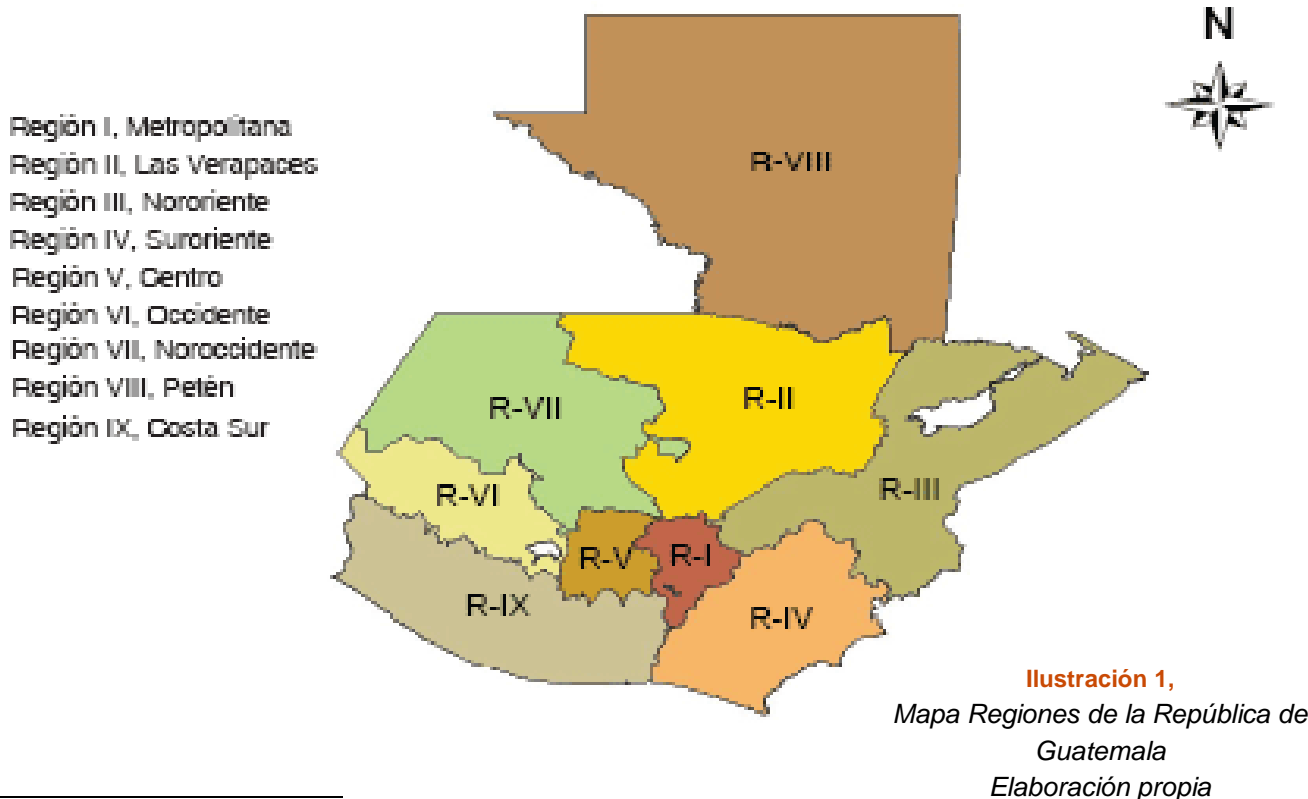 N
Región I, Metropolitana
Región II, Las Verapaces
Región III, Nororiente
Región IV, Suroriente
Región V, Centro
Región VI, Occidente
Región VII, Noroccidente
Región VIII, Petén
Región IX, Costa Sur
R-VIII
R-VII
R-II
R-VI
R-III
R-V
R-I
R-IX
R-IV
Ilustración 1,
Mapa Regiones de la República de
Guatemala
Elaboración propia